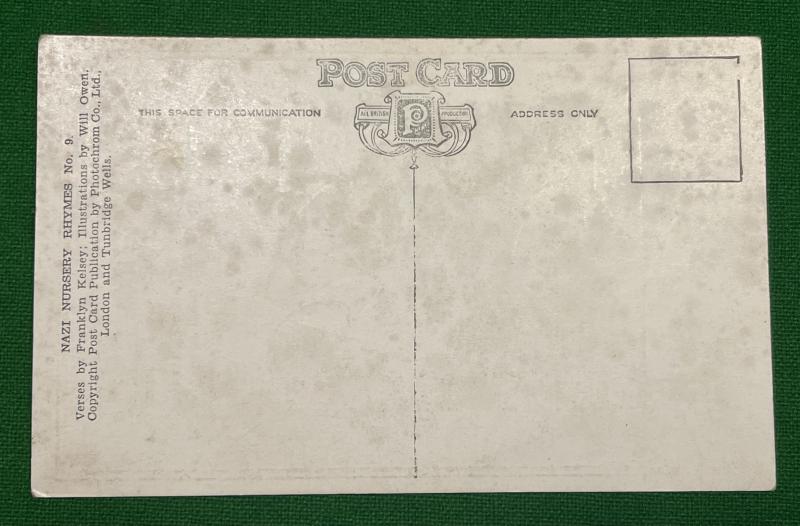 POST CARD
THIS SPACE FOR COMMUNICATION
ALL BRITISH
P
PRODUCTION
ADDRESS ONLY
NAZI NURSERY RHYMES No. 9.
Verses by Franklyn Kelsey; Illustrations by Will Owen.
Copyright Post Card Publication by Photochrom Co., Ltd.,
London and Tunbridge Wells.